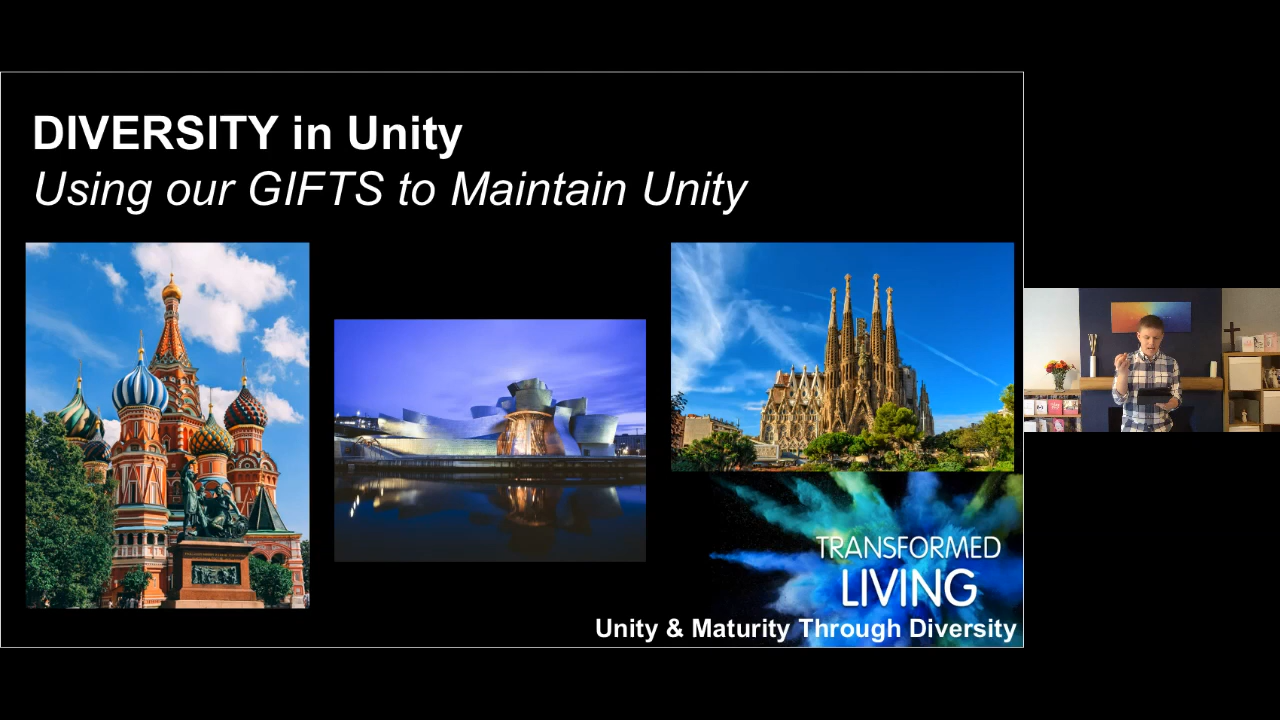 DIVERSITY in Unity
Using our GIFTS to Maintain Unity
TRANSFORMED
LIVING
Unity & Maturity Through Diversity